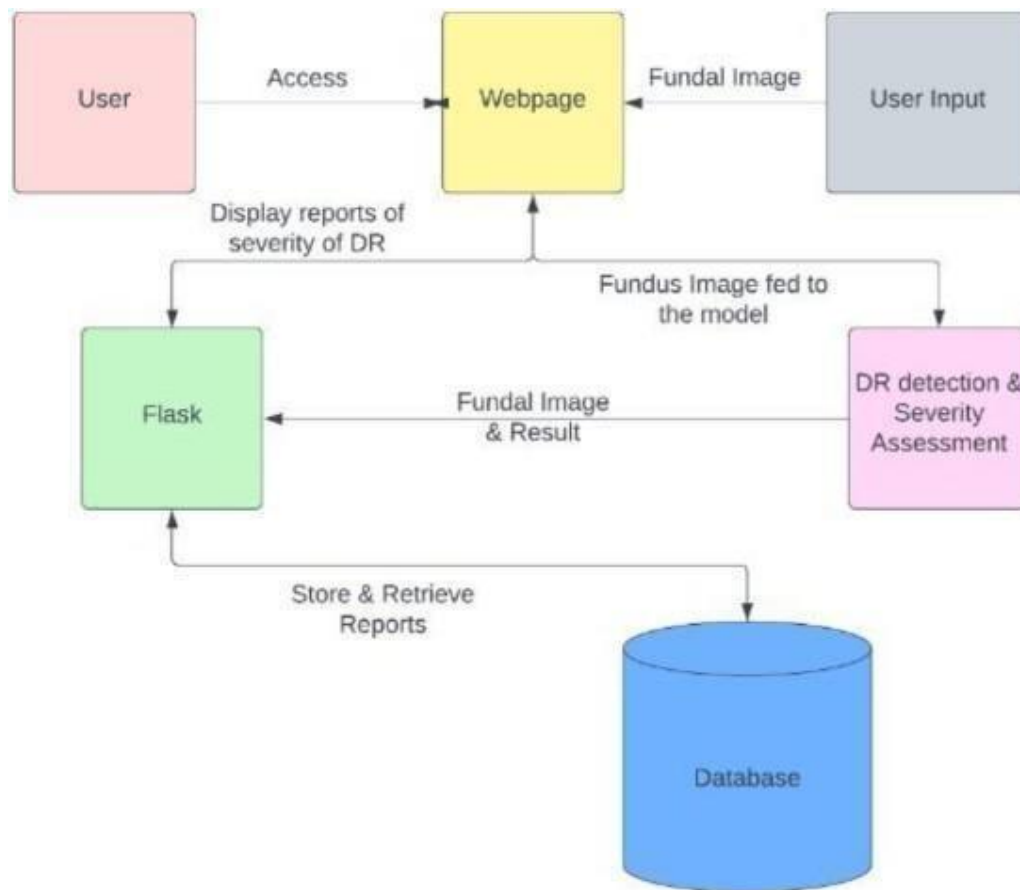 User
Access
Webpage
Fundal Image
User Input
Display reports of
severity of DR
Fundus Image fed to
the model
Flask
Fundal Image
& Result
DR detection &
Severity
Assessment
Store & Retrieve
Reports
Database